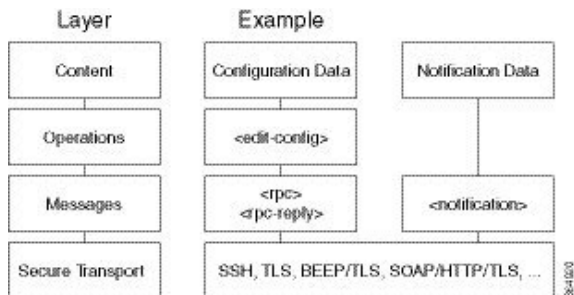 Layer Example
Content Configuration Data Notification Data
Operations <edit-config>
Messages <rpc> <notification>
<rpc-reply>
Secure Transport SSH, TLS, BEEP/TLS, SOAP/HTTP/TLS, ...